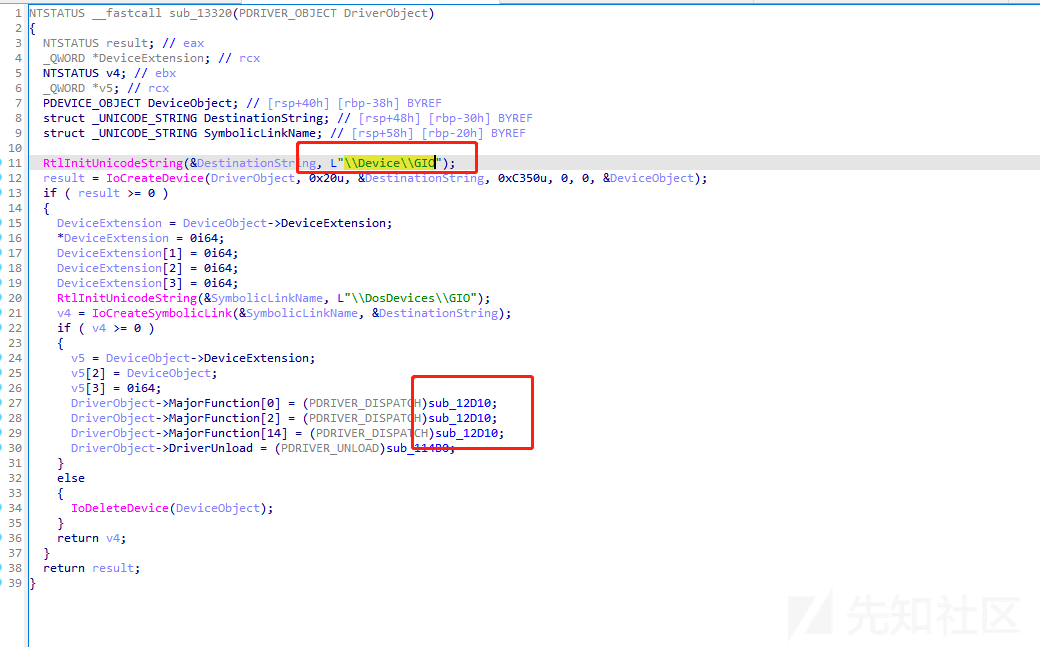 1 NTSTATUS __fastcall sub_13320(PDRIVER_OBJECT DriverObject)
2 {
3 NTSTATUS result; // eax
4 _QWORD *DeviceExtension; // rcx
5 NTSTATUS v4; // ebx
6 _QWORD *v5; // rcx
7 PDEVICE_OBJECT DeviceObject; // [rsp+40h] [rbp-38h] BYREF
8 struct _UNICODE_STRING DestinationString; // [rsp+48h] [rbp-30h] BYREF
9 struct _UNICODE_STRING SymbolicLinkName; // [rsp+58h] [rbp-20h] BYREF
10
11 RtlInitUnicodeString(&DestinationString, L"\\Device\\GIO");
12 result = IoCreateDevice(DriverObject, 0x20u, &DestinationString, 0xC350u, 0, 0, &DeviceObject);
13 if ( result >= 0 )
14 {
15 DeviceExtension = DeviceObject->DeviceExtension;
16 *DeviceExtension = 0i64;
17 DeviceExtension[1] = 0i64;
18 DeviceExtension[2] = 0i64;
19 DeviceExtension[3] = 0i64;
20 RtlInitUnicodeString(&SymbolicLinkName, L"\\DosDevices\\GIO");
21 v4 = IoCreateSymbolicLink(&SymbolicLinkName, &DestinationString);
22 if ( v4 >= 0 )
23 {
24 v5 = DeviceObject->DeviceExtension;
25 v5[2] = DeviceObject;
26 v5[3] = 0i64;
27 DriverObject->MajorFunction[0] = (PDRIVER_DISPATCH)sub_12D10;
28 DriverObject->MajorFunction[2] = (PDRIVER_DISPATCH)sub_12D10;
29 DriverObject->MajorFunction[14] = (PDRIVER_DISPATCH)sub_12D10;
30 DriverObject->DriverUnload = (PDRIVER_UNLOAD)sub_114B0;
31 }
32 else
33 {
34 IoDeleteDevice(DeviceObject);
35 }
36 return v4;
37 }
38 return result;
39 }
先知社区